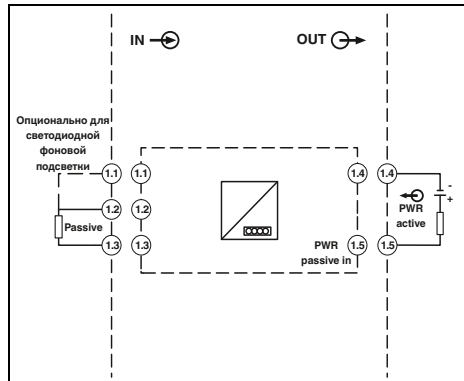 IN
OUT
Опционально для
светодиодной
фоновой
подсветки
1.1
1.1
1.4
1.4
-
+
1.2
1.2
PWR
active
Passive
1.3
1.3
PWR
passive in
1.5
1.5
0000